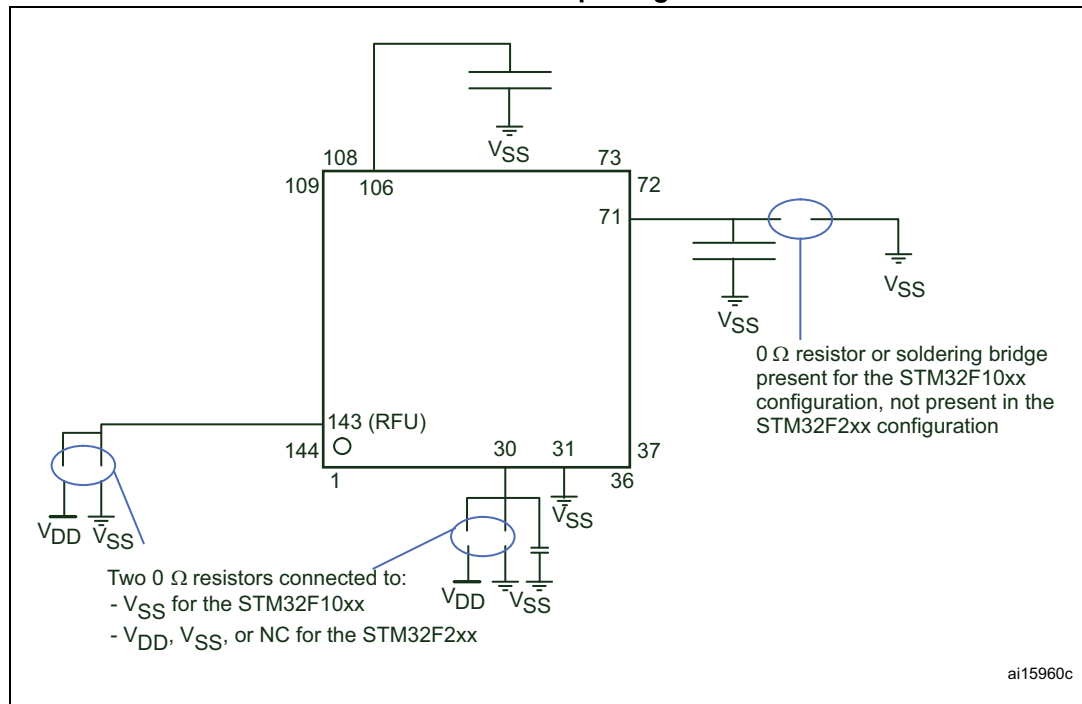 VSS
108
73
109
106
72
71
VSS
VSS
0 Ω resistor or soldering bridge
present for the STM32F10xx
configuration, not present in the
STM32F2xx configuration
143 (RFU)
144
30
31
37
1
36
VSS
VDD
VSS
Two 0 Ω resistors connected to:
- VSS for the STM32F10xx
- VDD, VSS, or NC for the STM32F2xx
VDD
VSS
ai15960c